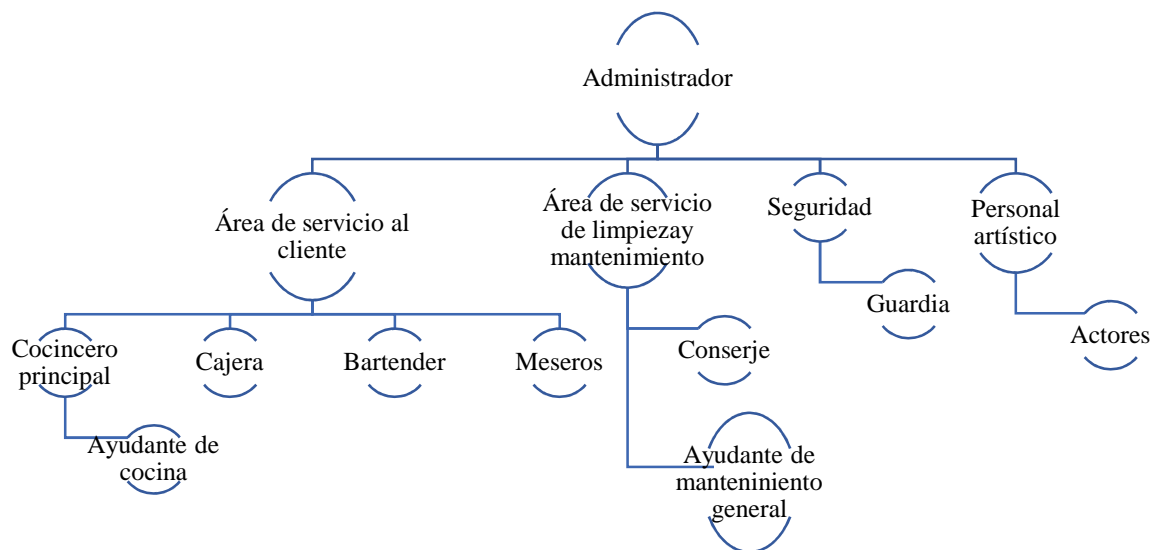 Administrador
Área de servicio al
cliente
Área de servicio
de limpiezay
mantenimiento
Seguridad
Personal
artístico
Guardia
Actores
Cocincero
principal
Cajera
Bartender
Meseros
Conserje
Ayudante de
cocina
Ayudante de
manteniniento
general